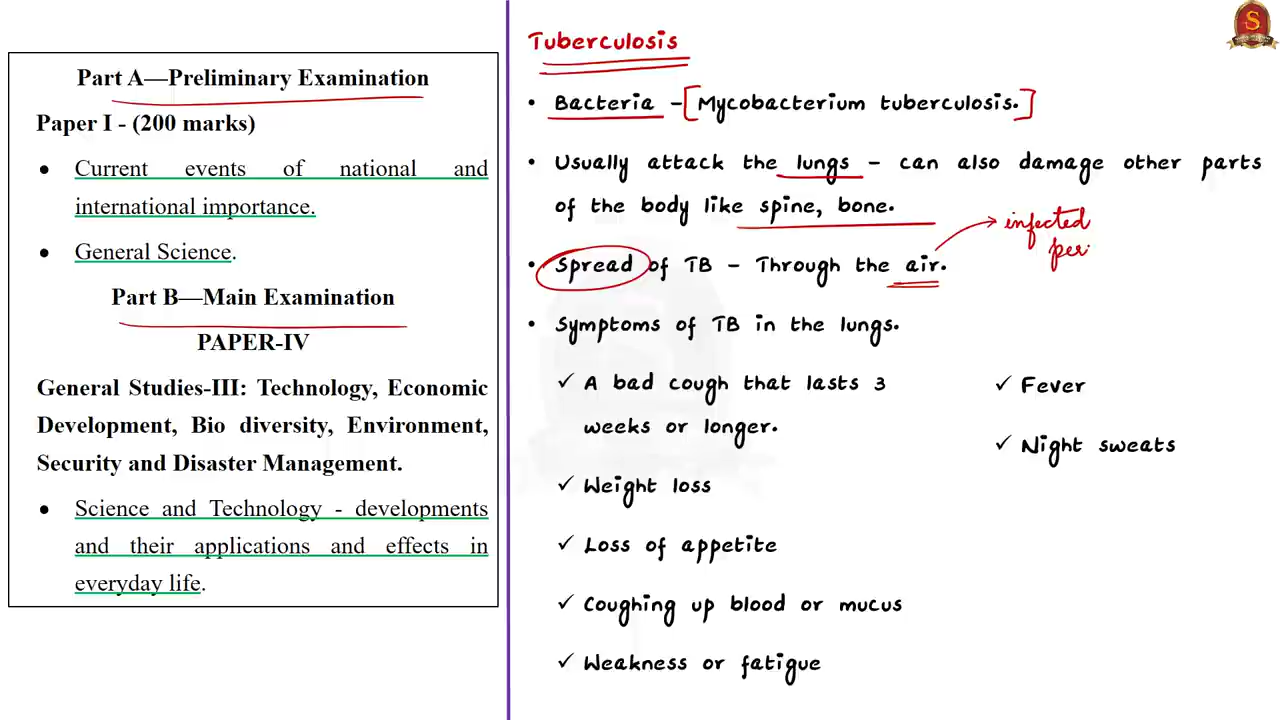 Part A—Preliminary Examination
Paper I - (200 marks)
● Current events of national and
international importance.
● General Science.
Part B—Main Examination
PAPER-IV
General Studies-III: Technology, Economic
Development, Bio diversity, Environment,
Security and Disaster Management.
● Science and Technology - developments
and their applications and effects in
everyday life.
Tuberculosis
• Bacteria - [Mycobacterium tuberculosis.]
• Usually attack the lungs - can also damage other parts
of the body like spine, bone.
infected
per
• Spread of TB - Through the air.
• Symptoms of TB in the lungs.
✓ A bad cough that lasts 3
weeks or longer.
✓ Weight loss
✓ Loss of appetite
✓ Coughing up blood or mucus
✓ Weakness or fatigue
✓ Fever
✓ Night sweats
S